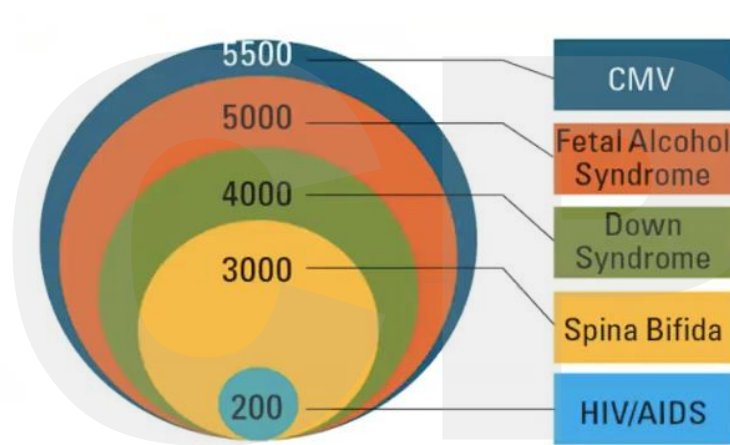 5500
CMV
5000
Fetal Alcohol
Syndrome
4000
Down
Syndrome
3000
Spina Bifida
200
HIV/AIDS